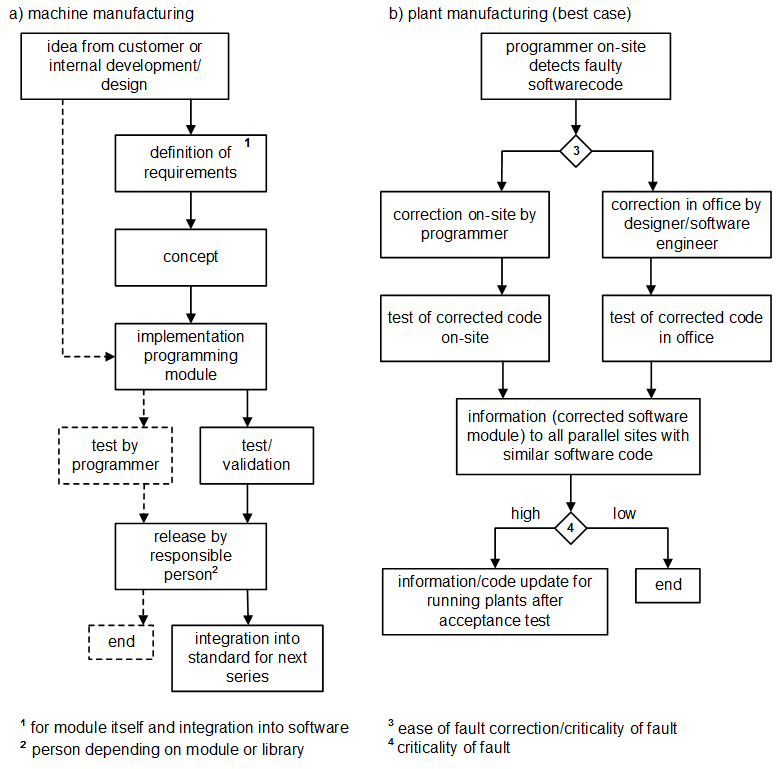 a) machine manufacturing
idea from customer or
internal development/
design
definition of 1
requirements
concept
implementation
programming
module
test by
programmer
test/
validation
release by
responsible
person2
end
integration into
standard for next
series
1 for module itself and integration into software
2 person depending on module or library
b) plant manufacturing (best case)
programmer on-site
detects faulty
softwarecode
3
correction on-site by
programmer
correction in office by
designer/software
engineer
test of corrected code
on-site
test of corrected code
in office
information (corrected software
module) to all parallel sites with
similar software code
high
4
low
information/code update for
running plants after
acceptance test
end
3 ease of fault correction/criticality of fault
4 criticality of fault